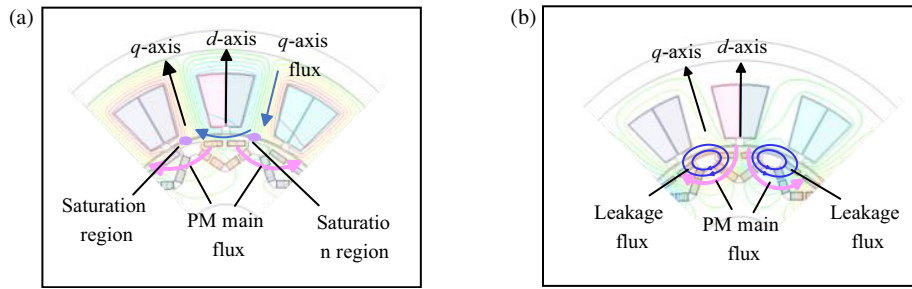 (a)
q-axis
d-axis
q-axis
flux
Saturation
region
PM main
flux
Saturatio
n region
(b)
q-axis
d-axis
Leakage
flux
PM main
flux
Leakage
flux